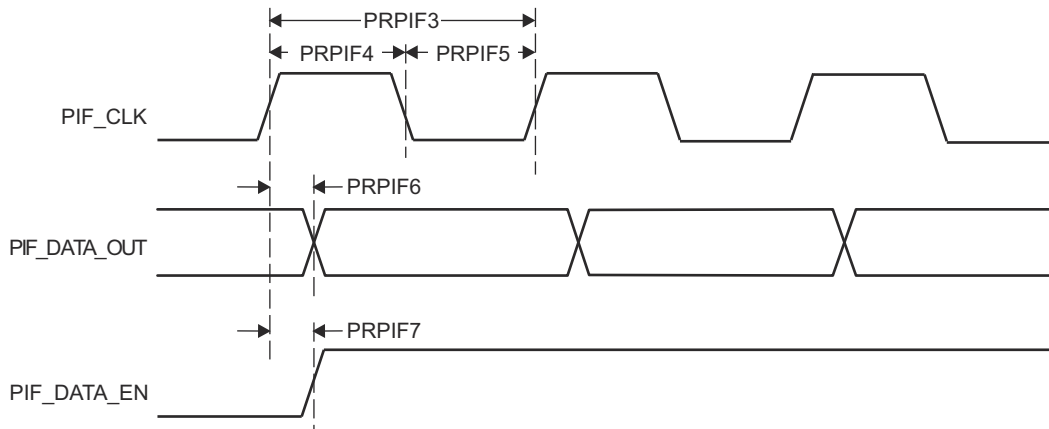 PRPIF3
PRPIF4
PRPIF5
PIF_CLK
PRPIF6
PIF_DATA_OUT
PRPIF7
PIF_DATA_EN